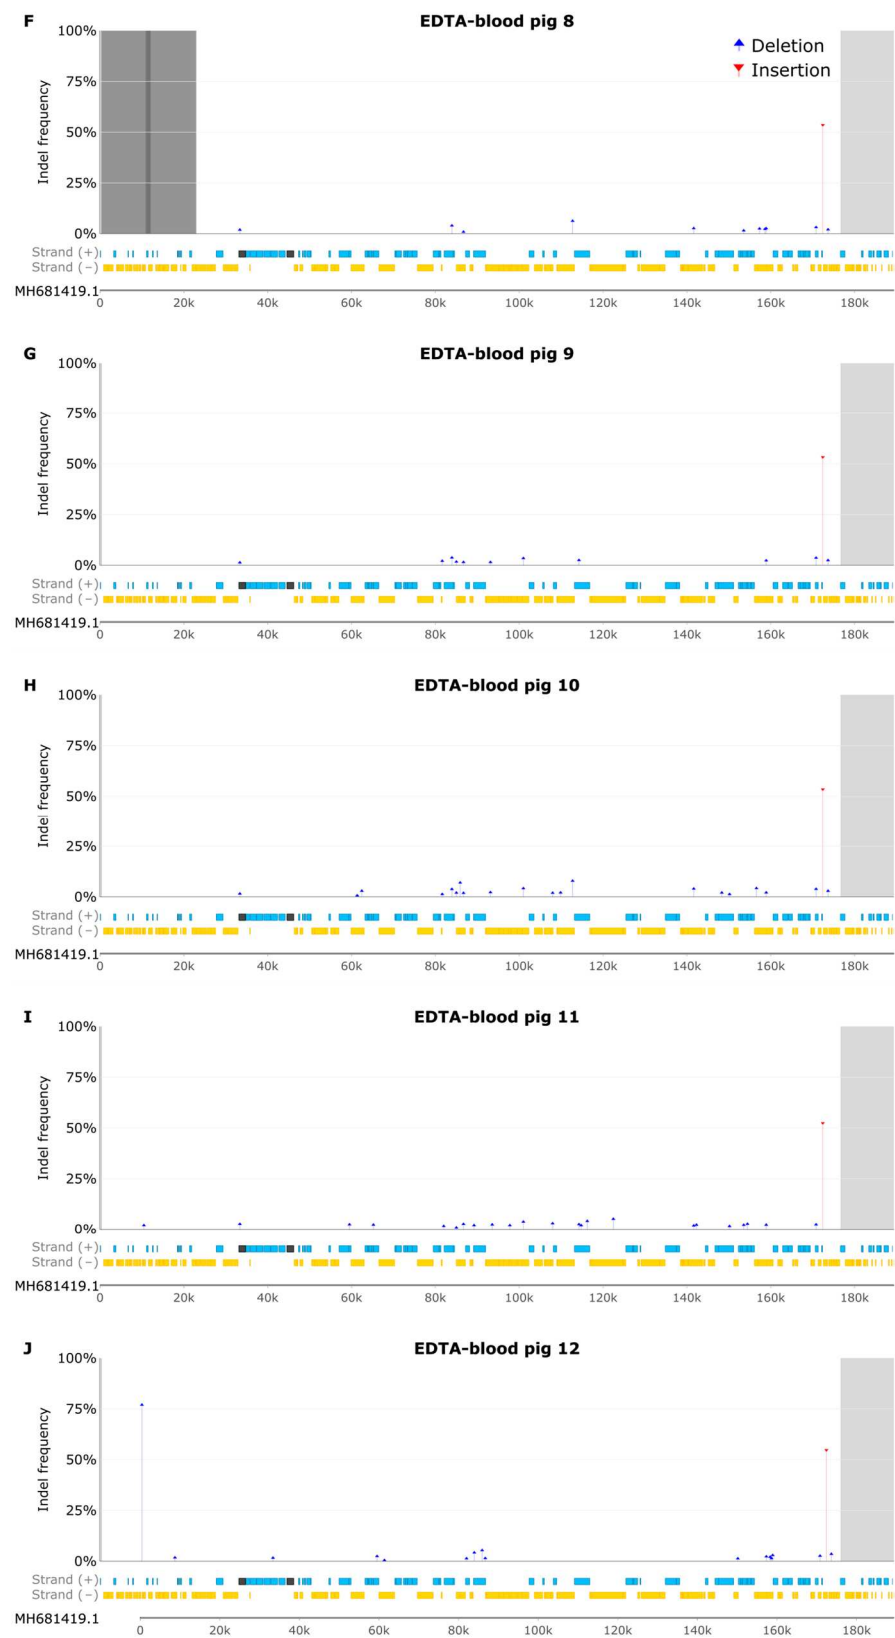 F
EDTA-blood pig 8
100%
Deletion
Insertion
75%
50%
25%
0%
Indel frequency
Strand (+)
Strand (−)
MH681419.1
0 20k 40k 60k 80k 100k 120k 140k 160k 180k
G
EDTA-blood pig 9
100%
75%
50%
25%
0%
Indel frequency
Strand (+)
Strand (−)
MH681419.1
0 20k 40k 60k 80k 100k 120k 140k 160k 180k
H
EDTA-blood pig 10
100%
75%
50%
25%
0%
Indel frequency
Strand (+)
Strand (−)
MH681419.1
0 20k 40k 60k 80k 100k 120k 140k 160k 180k
I
EDTA-blood pig 11
100%
75%
50%
25%
0%
Indel frequency
Strand (+)
Strand (−)
MH681419.1
0 20k 40k 60k 80k 100k 120k 140k 160k 180k
J
EDTA-blood pig 12
100%
75%
50%
25%
0%
Indel frequency
Strand (+)
Strand (−)
MH681419.1
0 20k 40k 60k 80k 100k 120k 140k 160k 180k